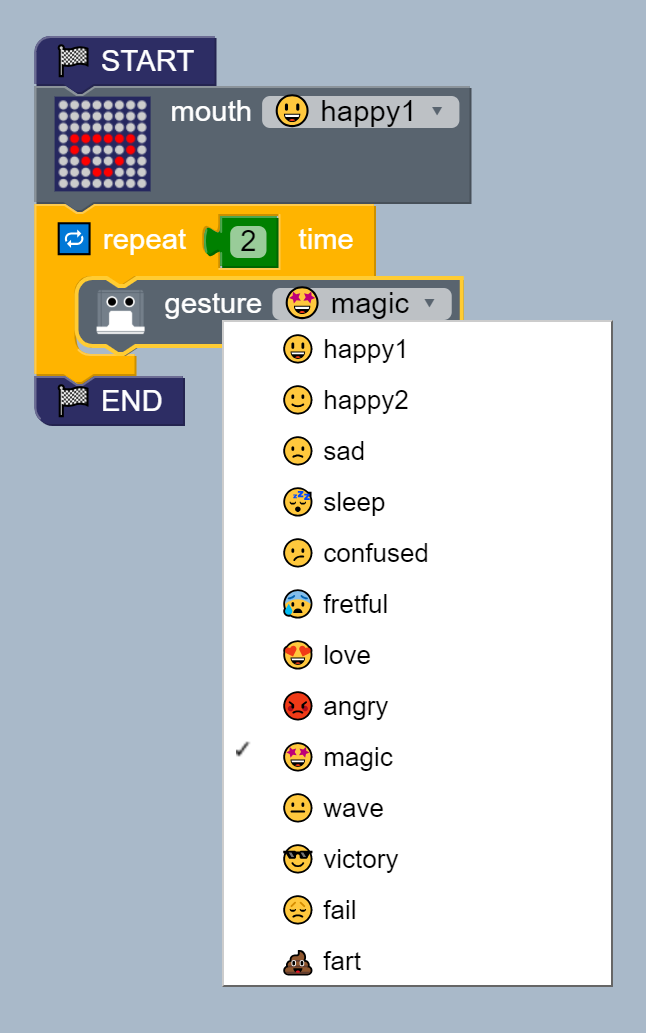 START
mouth happy1
repeat 2 time
gesture magic
END
happy1
happy2
sad
sleep
confused
fretful
love
angry
magic
wave
victory
fail
fart